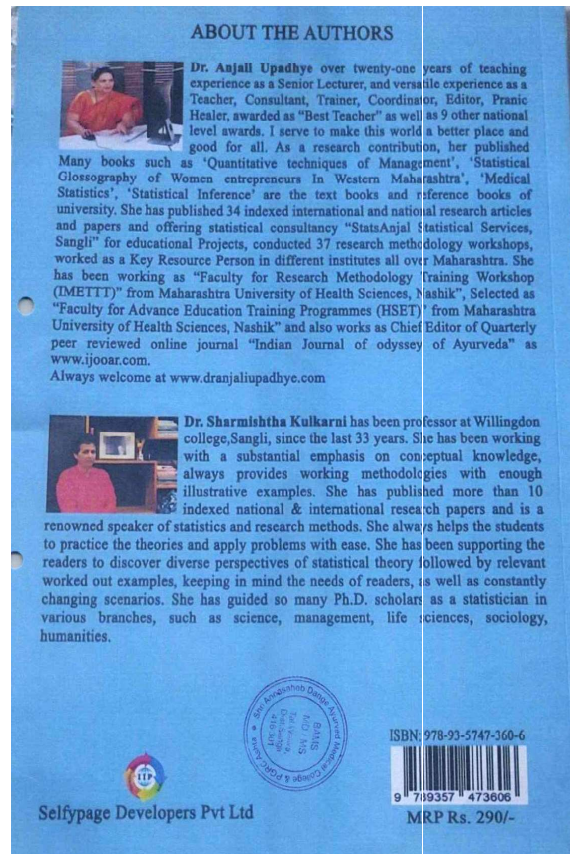 ABOUT THE AUTHORS
Dr. Anjali Upadhye over twenty-one years of teaching
experience as a Senior Lecturer, and versatile experience as a
Teacher, Consultant, Trainer, Coordinator, Editor, Pranic
Healer, awarded as “Best Teacher” as well as 9 other national
level awards. I serve to make this world a better place and
good for all. As a research contribution, her published
Many books such as ‘Quantitative techniques of Management’, ‘Statistical
Glossography of Women entrepreneurs In Western Maharashtra’, ‘Medical
Statistics’, ‘Statistical Inference’ are the text books and reference books of
university. She has published 34 indexed international and national research articles
and papers and offering statistical consultancy “StatsAnjal Statistical Services,
Sangli” for educational Projects, conducted 37 research methodology workshops,
worked as a Key Resource Person in different institutes all over Maharashtra. She
has been working as “Faculty for Research Methodology Training Workshop
(IMETTT)” from Maharashtra University of Health Sciences, Nashik”, Selected as
“Faculty for Advance Education Training Programmes (HSET)” from Maharashtra
University of Health Sciences, Nashik” and also works as Chief Editor of Quarterly
peer reviewed online journal “Indian Journal of odyssey of Ayurveda” as
www.ijooar.com.
Always welcome at www.dranjaliupadhye.com
Dr. Sharmishtha Kulkarni has been professor at Willingdon
college,Sangli, since the last 33 years. She has been working
with a substantial emphasis on conceptual knowledge,
always provides working methodologies with enough
illustrative examples. She has published more than 10
indexed national & international research papers and is a
renowned speaker of statistics and research methods. She always helps the students
to practice the theories and apply problems with ease. She has been supporting the
readers to discover diverse perspectives of statistical theory followed by relevant
worked out examples, keeping in mind the needs of readers, as well as constantly
changing scenarios. She has guided so many Ph.D. scholars as a statistician in
various branches, such as science, management, life sciences, sociology,
humanities.
Dange Ayurved Medical College & PGRC
BAMS
MD MS
ISBN: 978-93-5747-360-6
ITP
9 789357 473606
Selfypage Developers Pvt Ltd
MRP Rs. 290/-